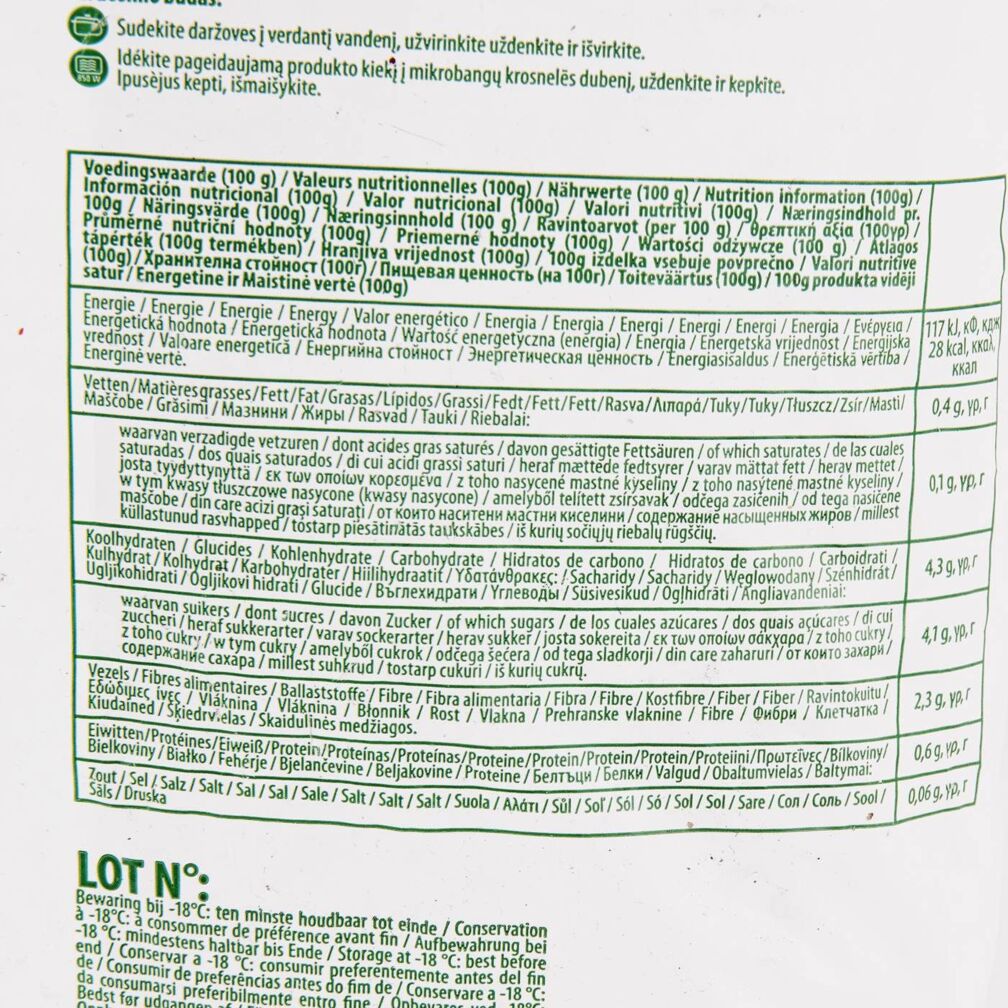 Sudėkite daržoves į verdantį vandenį, užvirinkite uždenkite ir išvirkite.
850 W
Įdėkite pageidaujamą produkto kiekį į mikrobangų krosnelės dubenį, uždenkite ir kepkite.
Įpusėjus kepti, išmaišykite.
Voedingswaarde (100 g) / Valeurs nutritionnelles (100g) / Nährwerte (100 g) / Nutrition information (100g) /
Información nutricional (100g) / Valor nutricional (100g) / Valori nutritivi (100g) / Næringsindhold pr.
100g / Näringsvärde (100g) / Næringsinnhold (100 g) / Ravintoarvot (per 100 g) / Θρεπτική αξία (100γρ) /
Průměrné nutriční hodnoty (100g) / Priemerné hodnoty (100g) / Wartości odżywcze (100 g) / Átlagos
tápérték (100g termékben) / Hranjiva vrijednost (100g) / 100g izdelka vsebuje povprečno / Valori nutritive
(100g) / Хранителна стойност (100г) / Пищевая ценность (на 100г) / Toiteväärtus (100g) / 100g produkta vidēji
satur / Energetine ir Maistinė vertė (100g)
Energie / Energie / Energie / Energy / Valor energético / Energia / Energia / Energi / Energi / Energia / Ενέργεια /
Energetická hodnota / Energetická hodnota / Wartość energetyczna (energia) / Energia / Energetska vrijednost / Energijska
vrednost / Valoare energetică / Енергийна стойност / Энергетическая ценность / Energiasisaldus / Enerģētiskā vērtība /
Energinė vertė.
117 kJ, кФ, кдж
28 kcal, ккал,
ккал
Vetten/Matières grasses/Fett/Fat/Grasas/Lípidos/Grassi/Fedt/Fett/Fett/Rasva/Λιπαρά/Tuky/Tuky/Tłuszcz/Zsír/Masti/
Maščobe / Grăsimi / Мазнини / Жиры / Rasvad / Tauki / Riebalai:
0,4 g, γρ, г
waarvan verzadigde vetzuren / dont acides gras saturés / davon gesättigte Fettsäuren / of which saturates / de las cuales
saturadas / dos quais saturados / di cui acidi grassi saturi / heraf mættede fedtsyrer / varav mättat fett / herav mettet /
josta tyydyttynyttä / εκ των οποίων κορεσμένα / z toho nasycené mastné kyseliny / z toho nasýtené mastné kyseliny /
w tym kwasy tłuszczowe nasycone (kwasy nasycone) / amelyből telített zsírsavak / odčega zasićenih / od tega nasičene
maščobe / din care acizi grași saturați / от които наситени мастни киселини / содержание насыщенных жиров / millest
küllastunud rasvhapped / tostarp piesātinātās taukskābes / iš kurių sočiųjų riebalų rūgščių.
0,1 g, γρ, г
Koolhydraten / Glucides / Kohlenhydrate / Carbohydrate / Hidratos de carbono / Hidratos de carbono / Carboidrati /
Kulhydrat / Kolhydrat / Karbohydrater / Hiilihydraatit / Υδατάνθρακες: / Sacharidy / Sacharidy / Węglowodany / Szénhidrát /
Ugljikohidrati / Ogljikovi hidrati / Glucide / Въглехидрати / Углеводы / Süsivesikud / Ogļhidrāti / Angliavandeniai:
4,3 g, γρ, г
waarvan suikers / dont sucres / davon Zucker / of which sugars / de los cuales azúcares / dos quais açúcares / di cui
zuccheri / heraf sukkerarter / varav sockerarter / herav sukker / josta sokereita / εκ των οποίων σάκχαρα / z toho cukry /
z toho cukry / w tym cukry / amelyből cukrok / odčega šećera / od tega sladkorji / din care zaharuri / от които захари /
содержание сахара / millest suhkrud / tostarp cukuri / iš kurių cukrų.
4,1 g, γρ, г
Vezels / Fibres alimentaires / Ballaststoffe / Fibre / Fibra alimentaria / Fibra / Fibre / Kostfibre / Fiber / Fiber / Ravintokuitu /
Εδώδιμες ίνες / Vláknina / Vláknina / Błonnik / Rost / Vlakna / Prehranske vlaknine / Fibre / Фибри / Клетчатка /
Kiudained / Šķiedrvielas / Skaidulinės medžiagos.
2,3 g, γρ, г
Eiwitten/Protéines/Eiweiß/Protein/Proteínas/Proteínas/Proteine/Protein/Protein/Protein/Proteiini/Πρωτεΐνες/Bílkoviny/
Bielkoviny / Białko / Fehérje / Bjelančevine / Beljakovine / Proteine / Белтъци / Белки / Valgud / Obaltumvielas / Baltymai:
0,6 g, γρ, г
Zout / Sel / Salz / Salt / Sal / Sal / Sale / Salt / Salt / Salt / Suola / Αλάτι / Sůl / Soľ / Sól / Só / Sol / Sol / Sare / Сол / Соль / Sool /
Sāls / Druska
0,06 g, γρ, г
LOT N°:
Bewaring bij -18°C: ten minste houdbaar tot einde / Conservation
à -18°C: à consommer de préférence avant fin / Aufbewahrung bei
-18 °C: mindestens haltbar bis Ende / Storage at -18 °C: best before
end / Conservar a -18 °C: consumir preferentemente antes del fin
de / Consumir de preferências antes do fim de / Conservare a -18 °C:
da consumarsi preferibilmente entro fine / Opbevares ved -18°C:
Bedst før udgangen af /